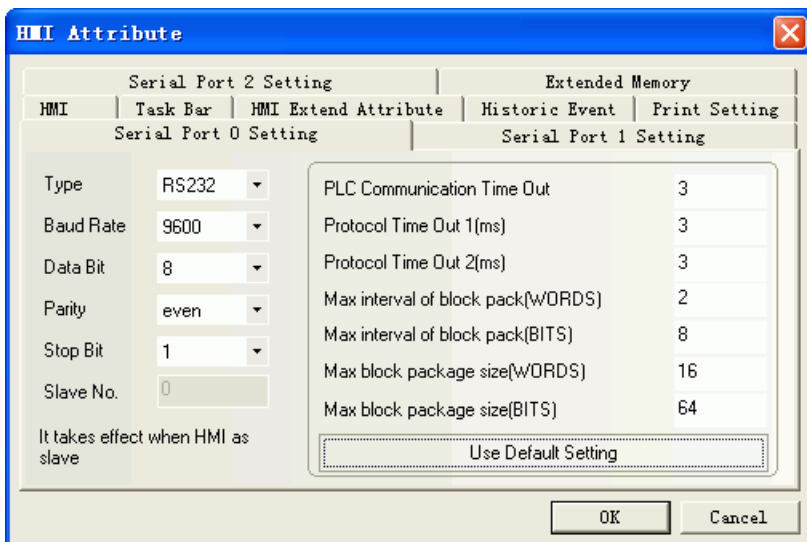 HMI Attribute
Serial Port 2 Setting Extended Memory
HMI Task Bar HMI Extend Attribute Historic Event Print Setting
Serial Port 0 Setting Serial Port 1 Setting
Type RS232
Baud Rate 9600
Data Bit 8
Parity even
Stop Bit 1
Slave No. 0
It takes effect when HMI as
slave
PLC Communication Time Out 3
Protocol Time Out 1(ms) 3
Protocol Time Out 2(ms) 3
Max interval of block pack(WORDS) 2
Max interval of block pack(BITS) 8
Max block package size(WORDS) 16
Max block package size(BITS) 64
Use Default Setting
OK Cancel